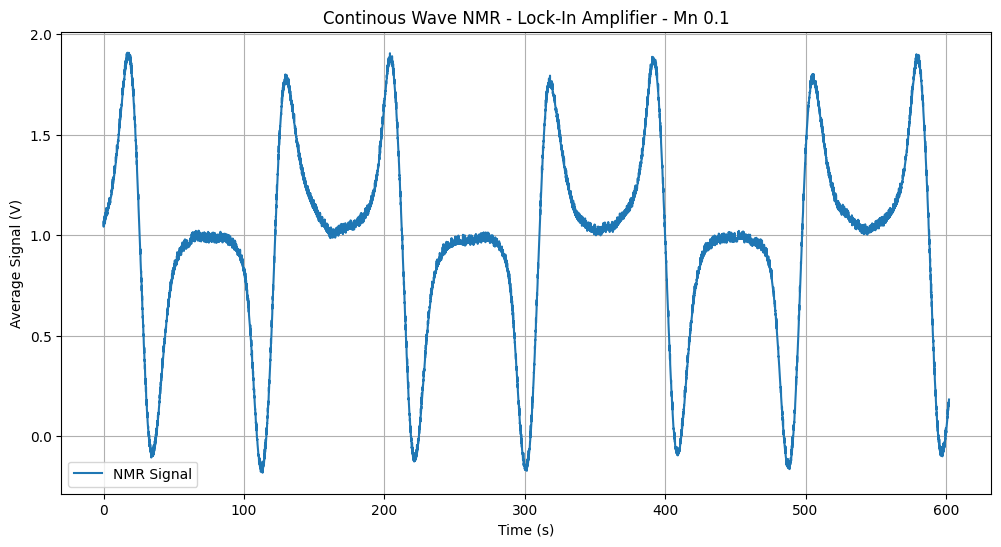 Continous Wave NMR - Lock-In Amplifier - Mn 0.1
Average Signal (V)
2.0
1.5
1.0
0.5
0.0
NMR Signal
0 100 200 300 400 500 600
Time (s)